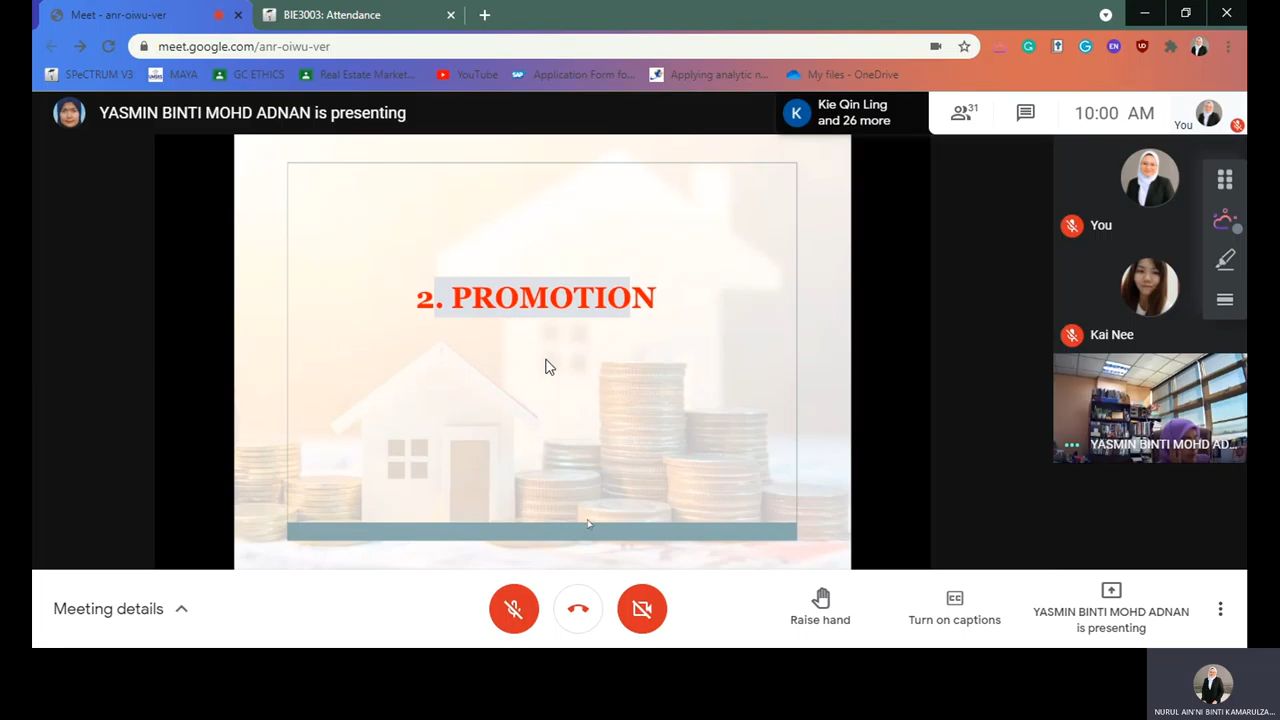 Meet - anr-oiwu-ver
BIE3003: Attendance
meet.google.com/anr-oiwu-ver
SPeCTRUM V3
MAYA
GC ETHICS
Real Estate Market...
YouTube
Application Form fo...
Applying analytic n...
My files - OneDrive
YASMIN BINTI MOHD ADNAN is presenting
K
Kie Qin Ling
and 26 more
31
10:00 AM
You
2. PROMOTION
You
Kai Nee
YASMIN BINTI MOHD AD...
Meeting details
Raise hand
Turn on captions
YASMIN BINTI MOHD ADNAN
is presenting
NURUL AIN'NI BINTI KAMARULZA...